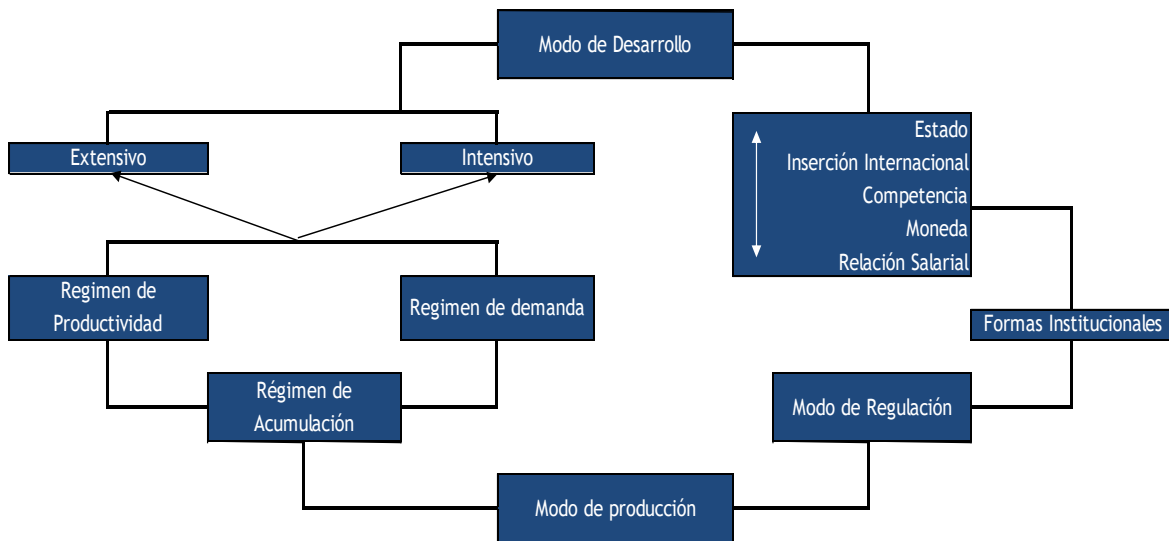 Modo de Desarrollo
Extensivo
Intensivo
Estado
Inserción Internacional
Competencia
Moneda
Relación Salarial
Regimen de
Productividad
Regimen de demanda
Formas Institucionales
Régimen de
Acumulación
Modo de Regulación
Modo de producción